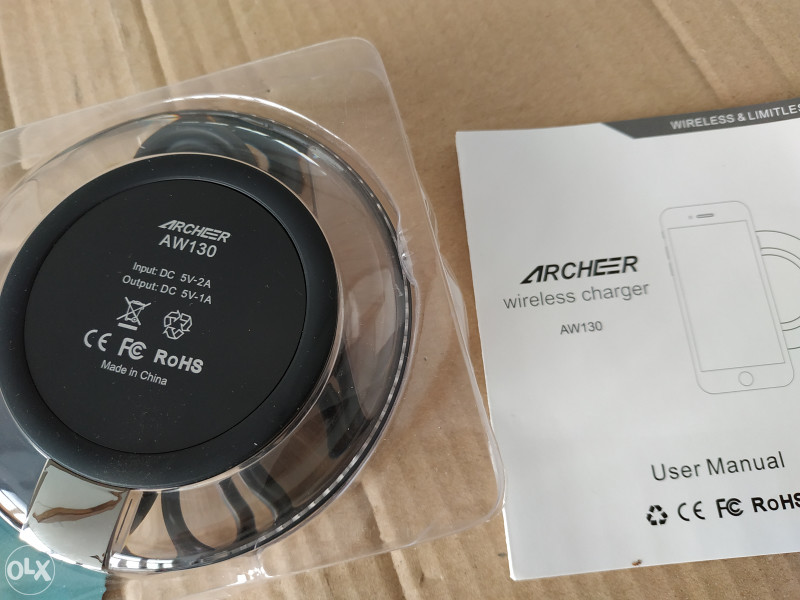 ARCHEER
AW130
Input: DC 5V-2A
Output: DC 5V-1A
CE FC RoHS
Made in China
WIRELESS & LIMITLES
ARCHEER
wireless charger
AW130
User Manual
CE FC RoHS
OLX